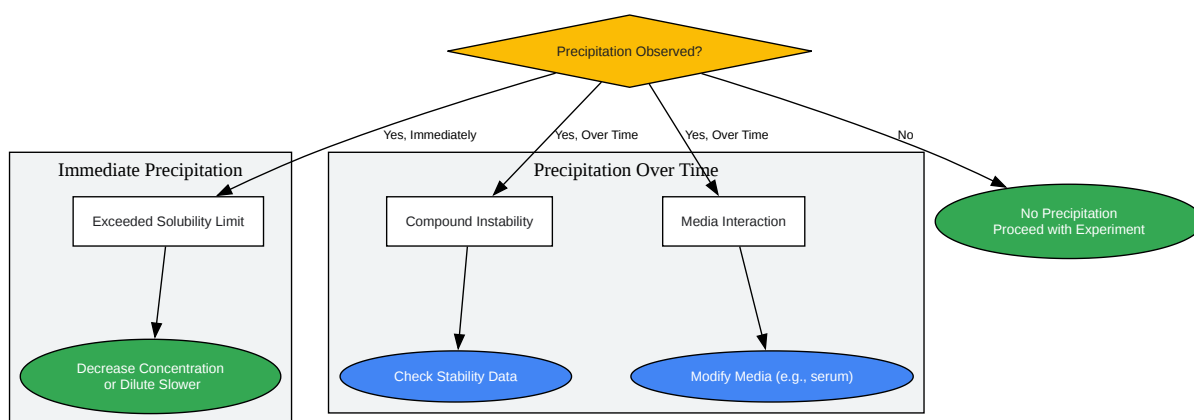 Precipitation Observed?
Yes, Immediately
Yes, Over Time
Yes, Over Time
No
Immediate Precipitation
Precipitation Over Time
Exceeded Solubility Limit
Compound Instability
Media Interaction
No Precipitation
Proceed with Experiment
Decrease Concentration
or Dilute Slower
Check Stability Data
Modify Media (e.g., serum)